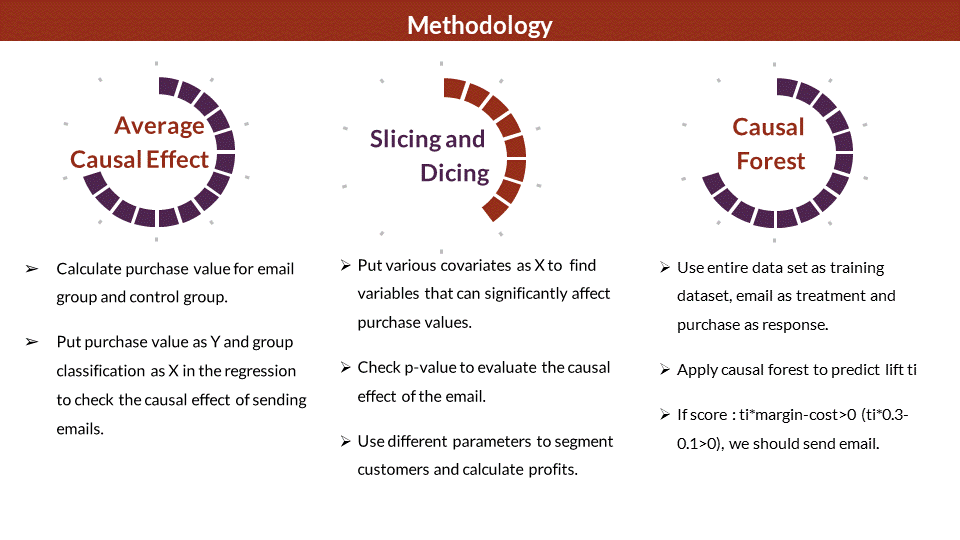 Methodology
Average
Causal Effect
➢ Calculate purchase value for email
group and control group.
➢ Put purchase value as Y and group
classification as X in the regression
to check the causal effect of sending
emails.
Slicing and
Dicing
➢ Put various covariates as X to find
variables that can significantly affect
purchase values.
➢ Check p-value to evaluate the causal
effect of the email.
➢ Use different parameters to segment
customers and calculate profits.
Causal
Forest
➢ Use entire data set as training
dataset, email as treatment and
purchase as response.
➢ Apply causal forest to predict lift ti
➢ If score : ti*margin-cost>0 (ti*0.3-
0.1>0), we should send email.